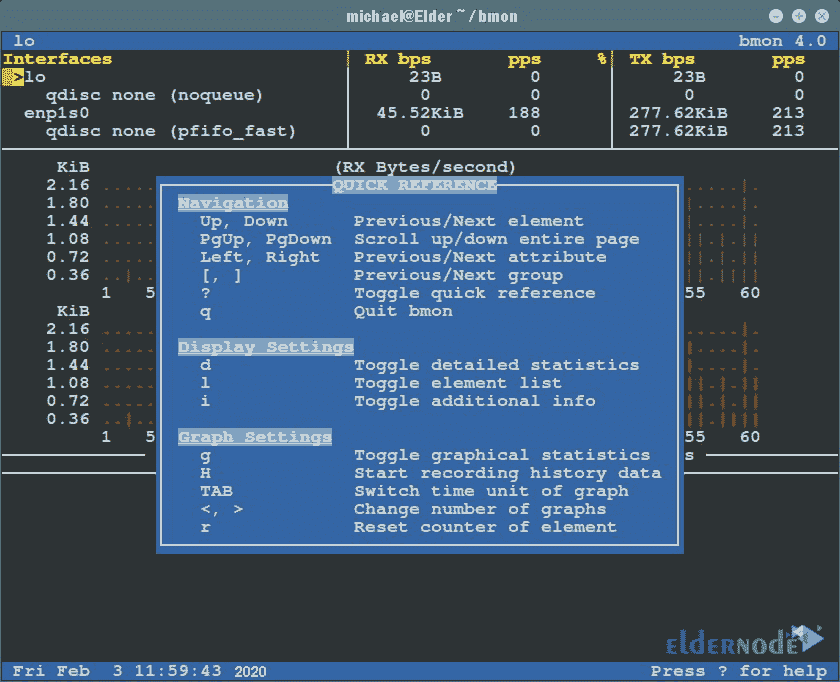 michael@Elder ~/bmon
lo bmon 4.0
Interfaces RX bps pps % TX bps pps
>lo 23B 0 23B 0
qdisc none (noqueue) 0 0 0 0
enp1s0 45.52KiB 188 277.62KiB 213
qdisc none (pfifo_fast) 0 0 277.62KiB 213
KiB (RX Bytes/second)
2.16 QUICK REFERENCE
1.80 Navigation
1.44 Up, Down Previous/Next element
1.08 PgUp, PgDown Scroll up/down entire page
0.72 Left, Right Previous/Next attribute
0.36 [, ] Previous/Next group
1 5 ? Toggle quick reference 55 60
KiB q Quit bmon
2.16
1.80 Display Settings
1.44 d Toggle detailed statistics
1.08 l Toggle element list
0.72 i Toggle additional info
0.36
1 5 Graph Settings 55 60
g Toggle graphical statistics s
H Start recording history data
TAB Switch time unit of graph
<, > Change number of graphs
r Reset counter of element
eldernode
Fri Feb 3 11:59:43 2020 Press ? for help